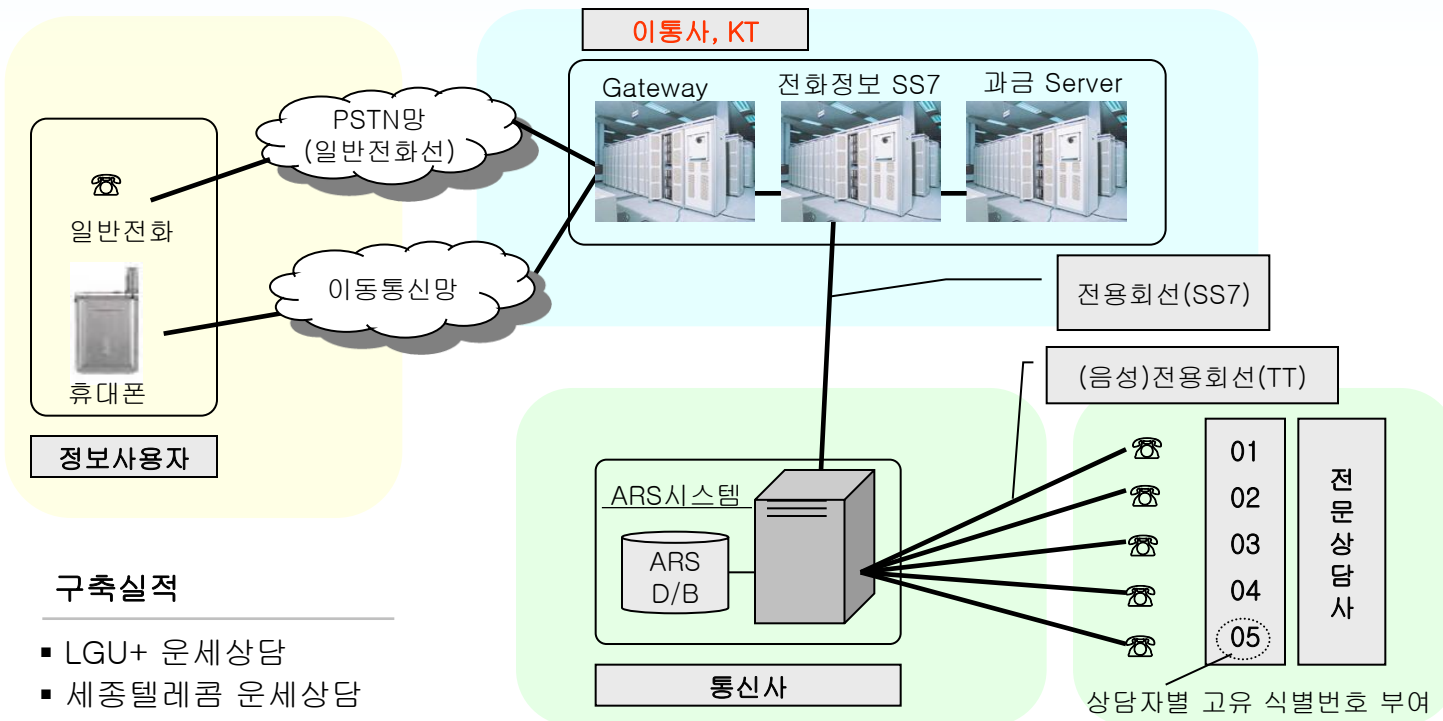 이통사, KT
Gateway
전화정보 SS7
과금 Server
PSTN망
(일반전화선)
일반전화
이동통신망
휴대폰
정보사용자
전용회선(SS7)
(음성)전용회선(TT)
ARS시스템
ARS
D/B
통신사
01
02
03
04
05
전
문
상
담
사
상담자별 고유 식별번호 부여
구축실적
▪ LGU+ 운세상담
▪ 세종텔레콤 운세상담